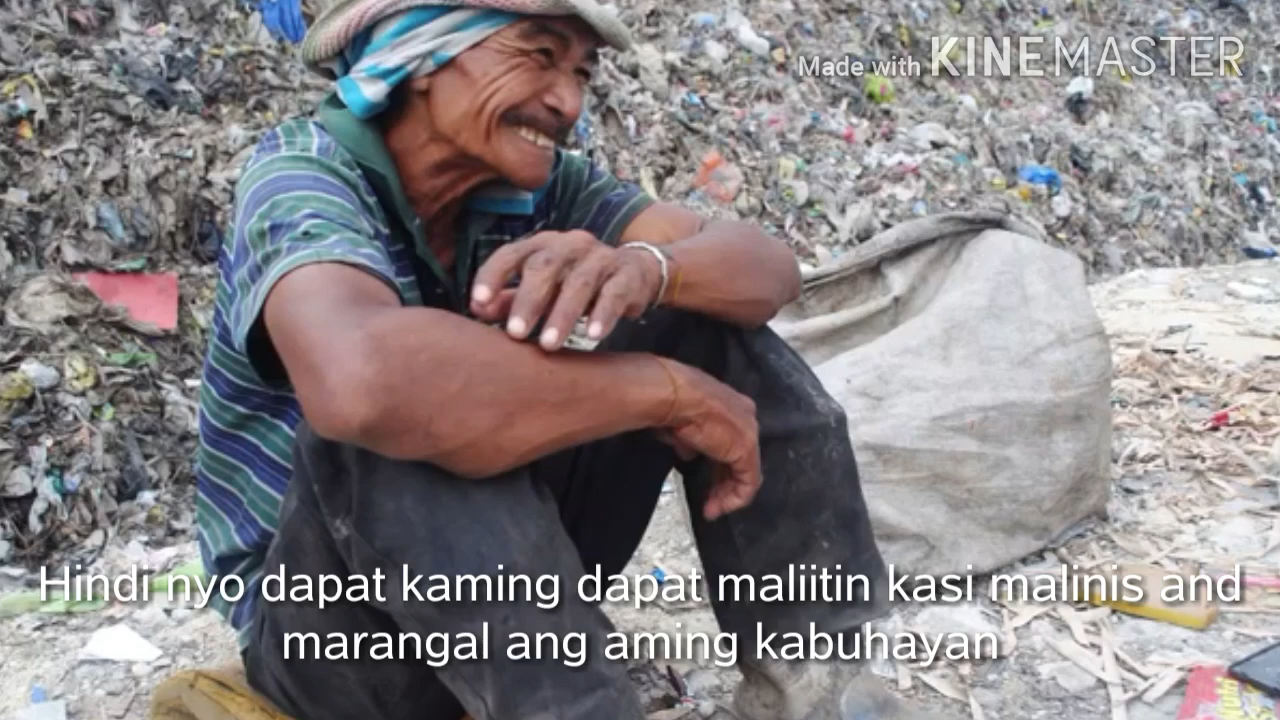 Made with KINEMASTER
Hindi nyo dapat kaming dapat maliitin kasi malinis and
marangal ang aming kabuhayan